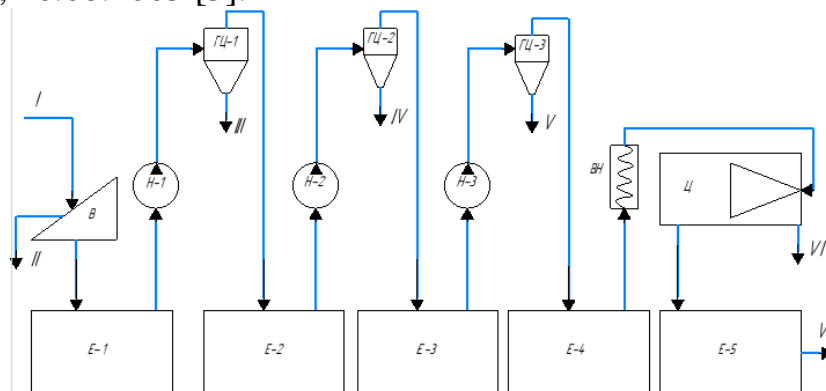 ГЦ-1
ГЦ-2
ГЦ-3
I
III
IV
V
Н-1
Н-2
Н-3
ВН
Ц
В
II
VI
Е-1
Е-2
Е-3
Е-4
Е-5